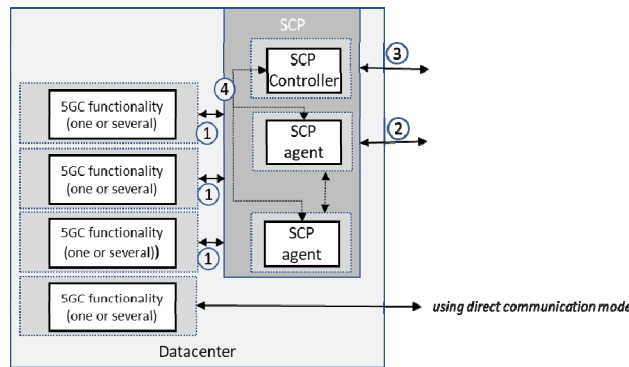 SCP
SCP
Controller
3
4
5GC functionality
(one or several)
1
SCP
agent
2
5GC functionality
(one or several)
1
5GC functionality
(one or several))
1
SCP
agent
5GC functionality
(one or several)
using direct communication mode
Datacenter